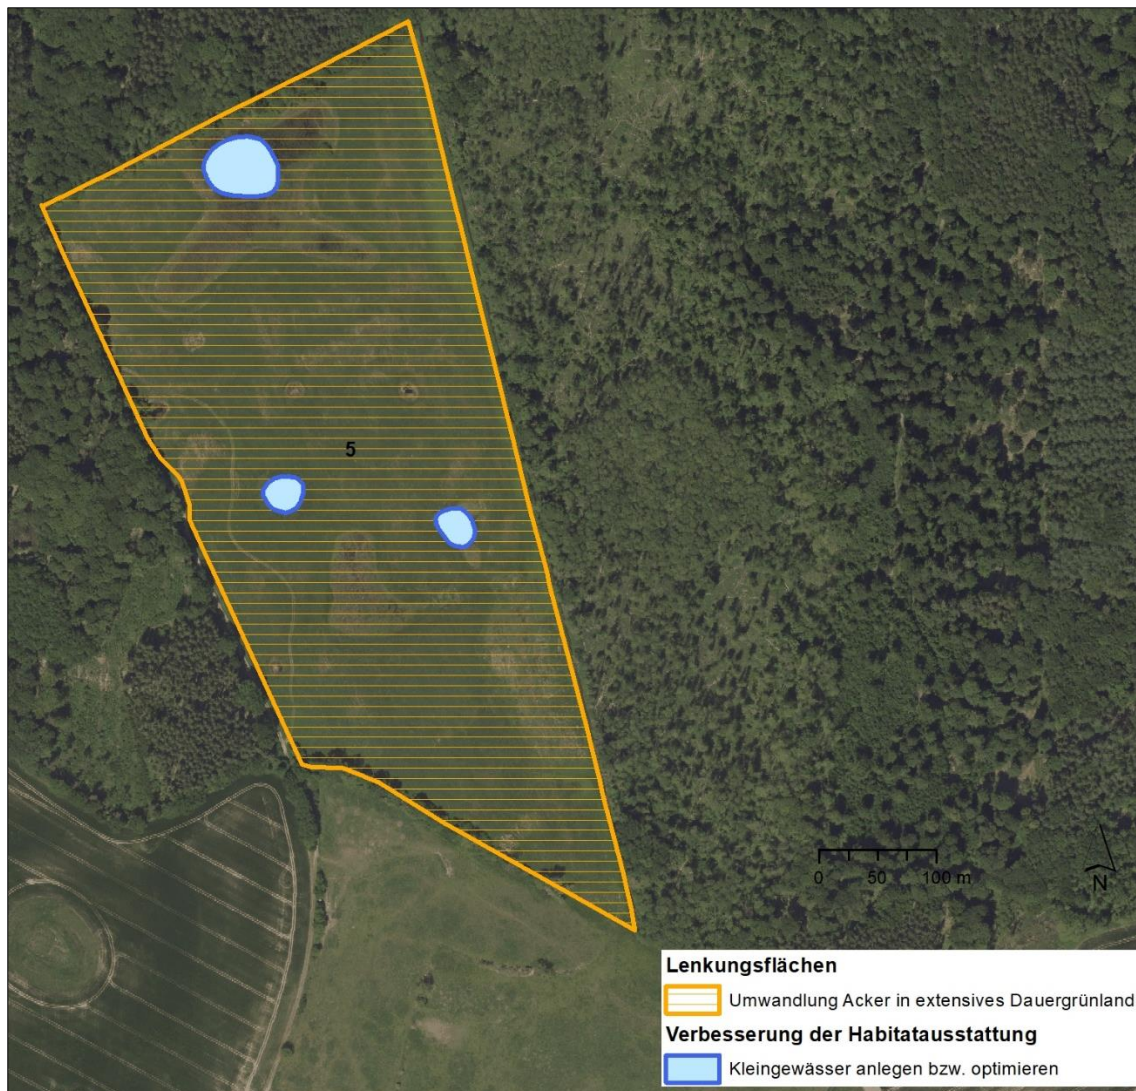 5
0 50 100 m
N
Lenkungsflächen
Umwandlung Acker in extensives Dauergrünland
Verbesserung der Habitatausstattung
Kleingewässer anlegen bzw. optimieren